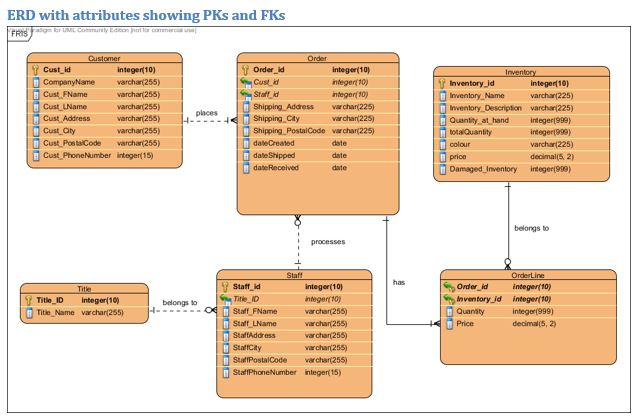 ERD with attributes showing PKs and FKs
Paradigm for UML Community Edition [not for commercial use]
FRIS
Customer
Cust_id integer(10)
CompanyName varchar(255)
Cust_FName varchar(255)
Cust_LName varchar(255)
Cust_Address varchar(255)
Cust_City varchar(255)
Cust_PostalCode varchar(255)
Cust_PhoneNumber integer(15)
places
Order
Order_id integer(10)
Cust_id integer(10)
Staff_id integer(10)
Shipping_Address varchar(225)
Shipping_City varchar(225)
Shipping_PostalCode varchar(225)
dateCreated date
dateShipped date
dateReceived date
Inventory
Inventory_id integer(10)
Inventory_Name varchar(225)
Inventory_Description varchar(225)
Quantity_at_hand integer(999)
totalQuantity integer(999)
colour varchar(225)
price decimal(5, 2)
Damaged_Inventory integer(999)
processes
belongs to
has
Title
Title_ID integer(10)
Title_Name varchar(255)
belongs to
Staff
Staff_id integer(10)
Title_ID integer(10)
Staff_FName varchar(255)
Staff_LName varchar(255)
StaffAddress varchar(255)
StaffCity varchar(255)
StaffPostalCode varchar(255)
StaffPhoneNumber integer(15)
OrderLine
Order_id integer(10)
Inventory_id integer(10)
Quantity integer(999)
Price decimal(5, 2)